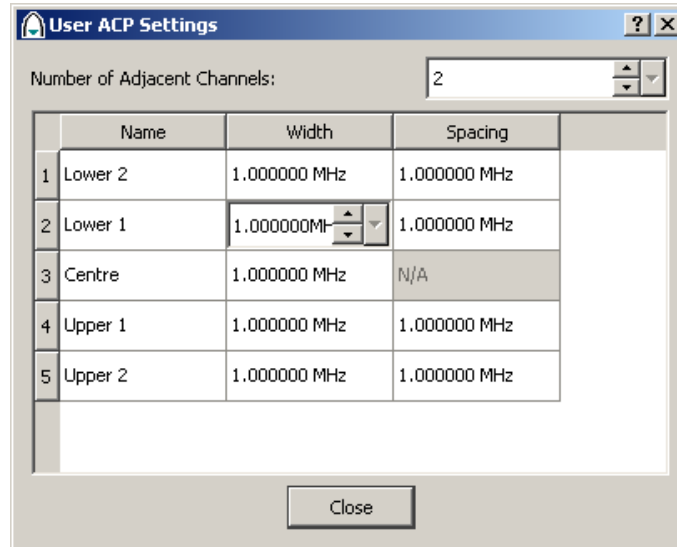 User ACP Settings
Number of Adjacent Channels: 2
Name Width Spacing
1 Lower 2 1.000000 MHz 1.000000 MHz
2 Lower 1 1.000000MH 1.000000 MHz
3 Centre 1.000000 MHz N/A
4 Upper 1 1.000000 MHz 1.000000 MHz
5 Upper 2 1.000000 MHz 1.000000 MHz
Close